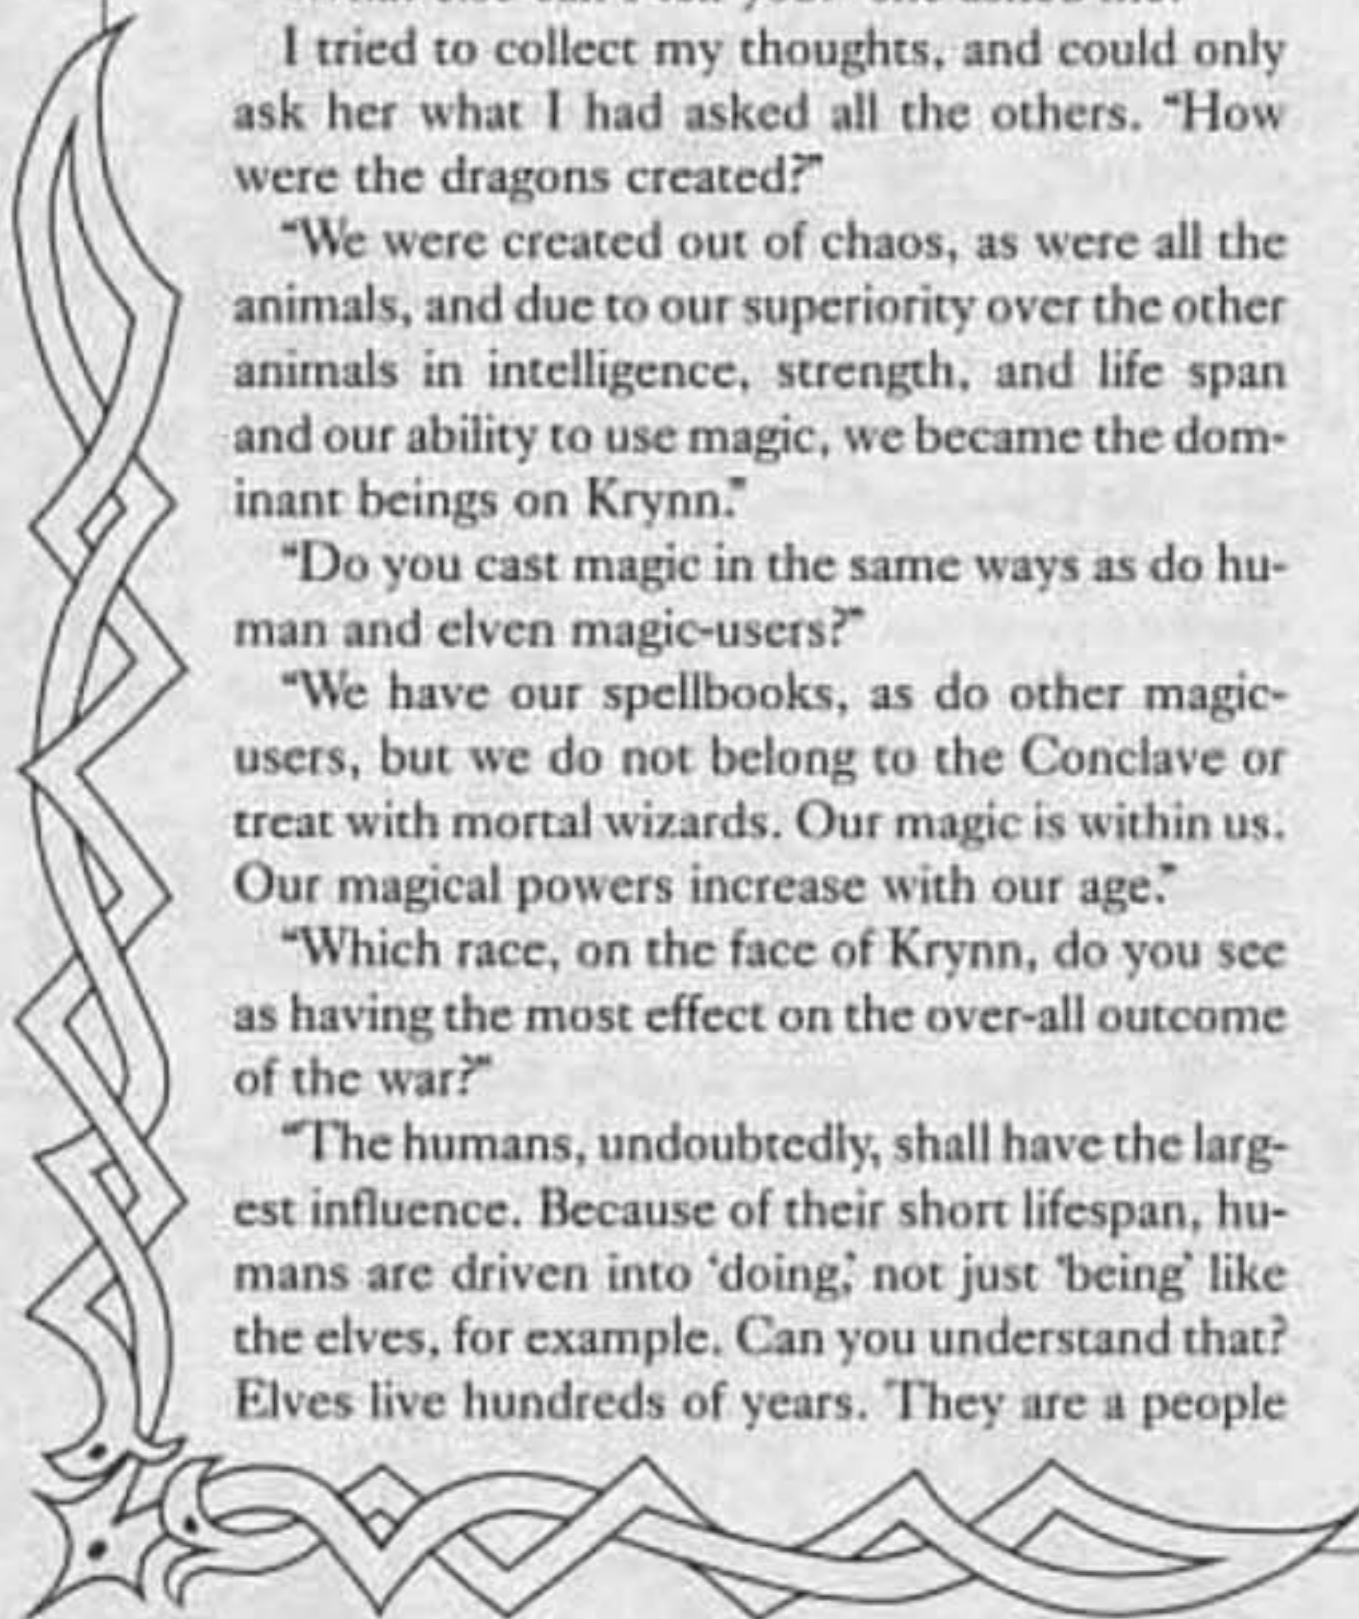 I tried to collect my thoughts, and could only
ask her what I had asked all the others. “How
were the dragons created?”
“We were created out of chaos, as were all the
animals, and due to our superiority over the other
animals in intelligence, strength, and life span
and our ability to use magic, we became the dom-
inant beings on Krynn.”
“Do you cast magic in the same ways as do hu-
man and elven magic-users?”
“We have our spellbooks, as do other magic-
users, but we do not belong to the Conclave or
treat with mortal wizards. Our magic is within us.
Our magical powers increase with our age.”
“Which race, on the face of Krynn, do you see
as having the most effect on the over-all outcome
of the war?”
“The humans, undoubtedly, shall have the larg-
est influence. Because of their short lifespan, hu-
mans are driven into ‘doing,’ not just ‘being’ like
the elves, for example. Can you understand that?
Elves live hundreds of years. They are a people